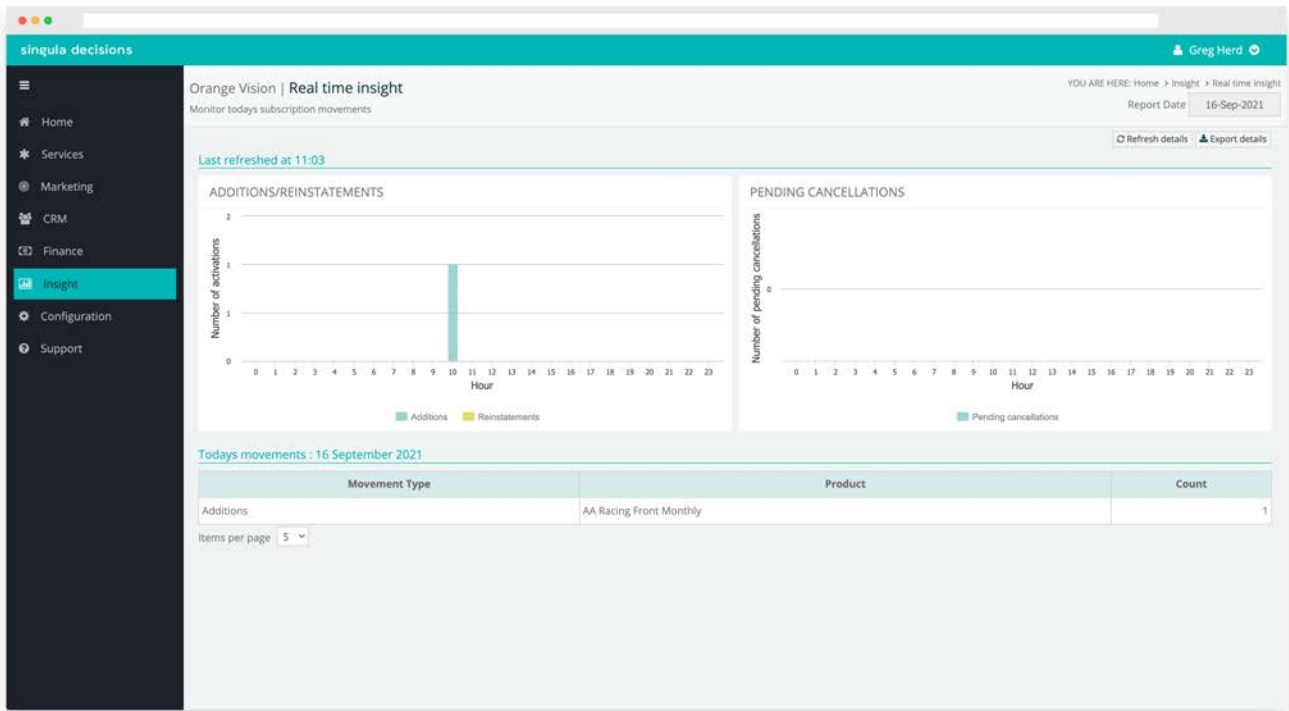 singula decisions
Greg Herd
Home
Services
Marketing
CRM
Finance
Insight
Configuration
Support
Orange Vision | Real time insight
Monitor todays subscription movements
YOU ARE HERE: Home > Insight > Real time insight
Report Date 16-Sep-2021
Refresh details Export details
Last refreshed at 11:03
ADDITIONS/REINSTATEMENTS
Number of activations
2
1
1
0
0 1 2 3 4 5 6 7 8 9 10 11 12 13 14 15 16 17 18 19 20 21 22 23
Hour
Additions Reinstatements
PENDING CANCELLATIONS
Number of pending cancellations
0
0 1 2 3 4 5 6 7 8 9 10 11 12 13 14 15 16 17 18 19 20 21 22 23
Hour
Pending cancellations
Todays movements : 16 September 2021
Movement Type Product Count
Additions AA Racing Front Monthly 1
Items per page 5